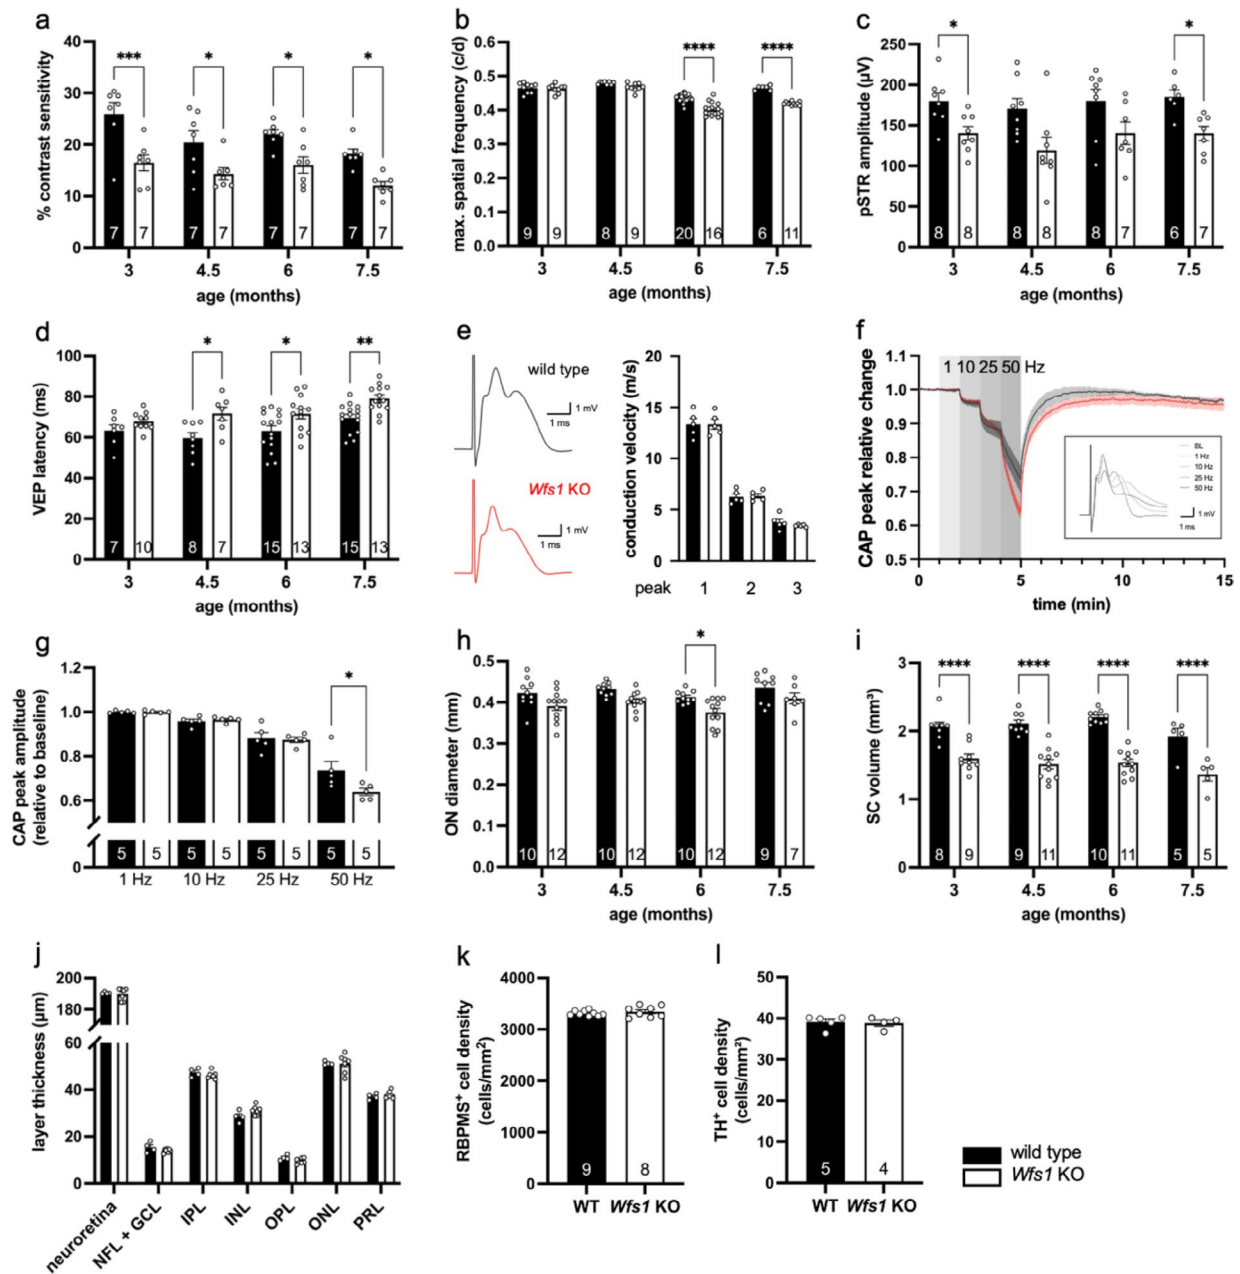 a
% contrast sensitivity
40
30
20
10
0
***
*
*
*
7 7 7 7 7 7 7 7
3 4.5 6 7.5
age (months)
b
max. spatial frequency (c/d)
0.6
0.5
0.4
0.3
0.2
0.1
0.0
****
****
9 9 8 9 20 16 6 11
3 4.5 6 7.5
age (months)
c
pSTR amplitude (µV)
250
200
150
100
50
0
*
*
8 8 8 8 8 7 6 7
3 4.5 6 7.5
age (months)
d
VEP latency (ms)
100
80
60
40
20
0
*
*
**
7 10 8 7 15 13 15 13
3 4.5 6 7.5
age (months)
e
wild type
1 mV
1 ms
Wfs1 KO
1 mV
1 ms
conduction velocity (m/s)
20
15
10
5
0
peak 1 2 3
f
CAP peak relative change
1.1
1.0
0.9
0.8
0.7
0.6
0.5
1 10 25 50 Hz
BL
1 Hz
10 Hz
25 Hz
50 Hz
1 mV
1 ms
0 5 10 15
time (min)
g
CAP peak amplitude
(relative to baseline)
1.2
1.0
0.8
0.6
0
*
5 5 5 5 5 5 5 5
1 Hz 10 Hz 25 Hz 50 Hz
h
ON diameter (mm)
0.5
0.4
0.3
0.2
0.1
0.0
*
10 12 10 12 10 12 9 7
3 4.5 6 7.5
age (months)
i
SC volume (mm³)
3
2
1
0
****
****
****
****
8 9 9 11 10 11 5 5
3 4.5 6 7.5
age (months)
j
layer thickness (µm)
200
180
60
40
20
0
neuroretina
NFL + GCL
IPL
INL
OPL
ONL
PRL
k
RBPMS⁺ cell density
(cells/mm²)
4000
3000
2000
1000
0
9 8
WT Wfs1 KO
l
TH⁺ cell density
(cells/mm²)
50
40
30
20
10
0
5 4
WT Wfs1 KO
wild type
Wfs1 KO